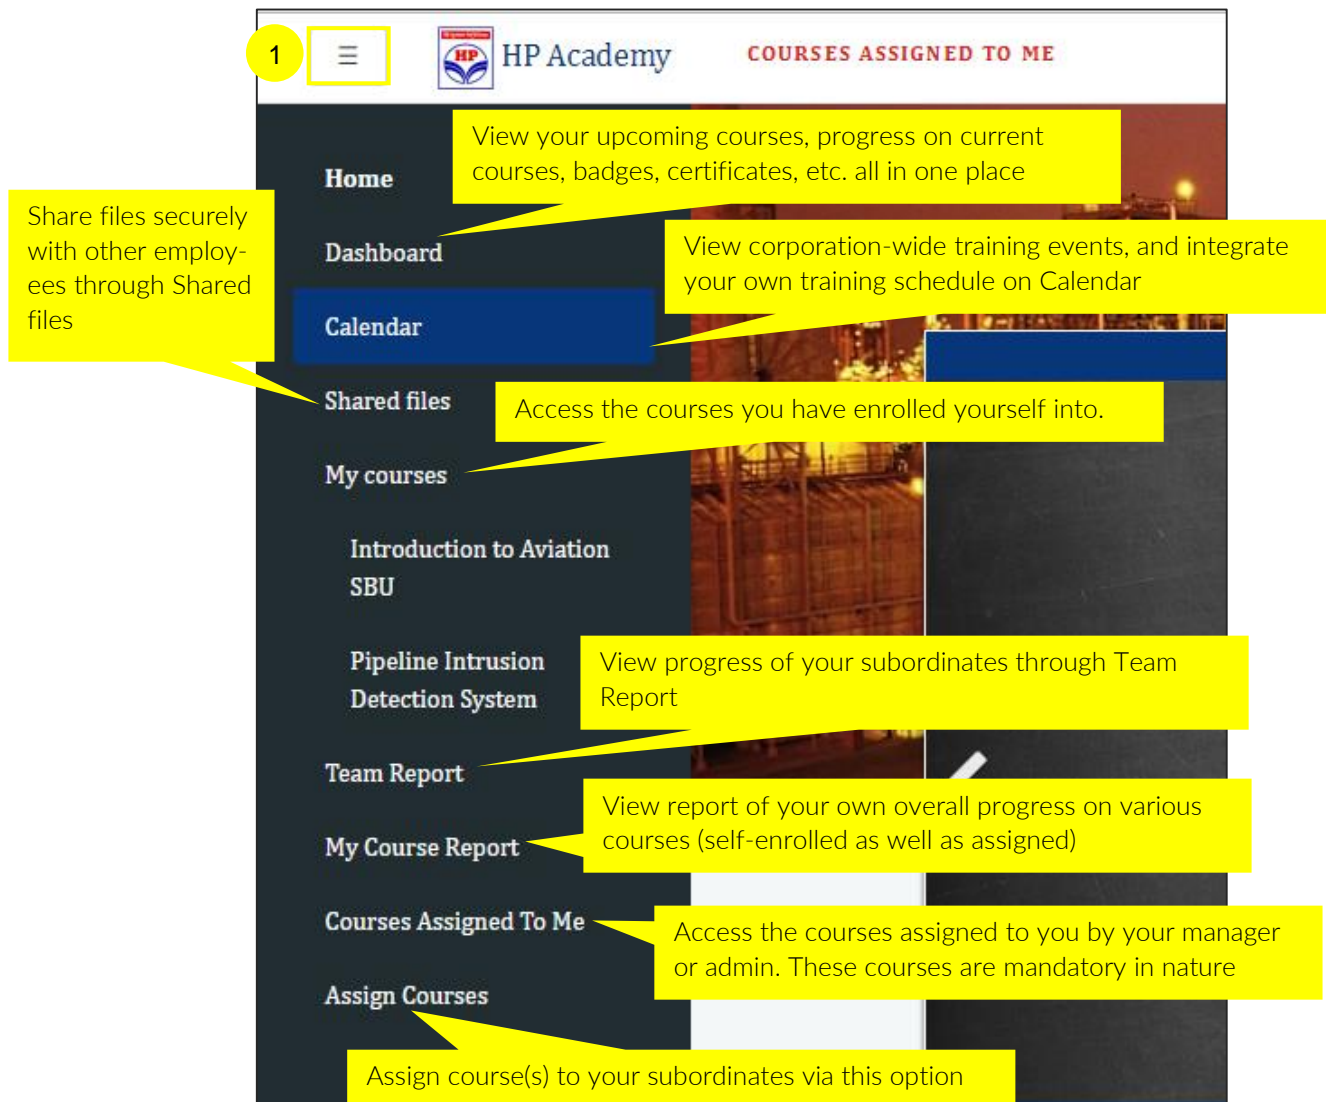 1
☰
HP
HP Academy
COURSES ASSIGNED TO ME
View your upcoming courses, progress on current
courses, badges, certificates, etc. all in one place
Home
Share files securely
with other employ-
ees through Shared
files
Dashboard
View corporation-wide training events, and integrate
your own training schedule on Calendar
Calendar
Shared files
Access the courses you have enrolled yourself into.
My courses
Introduction to Aviation
SBU
Pipeline Intrusion
Detection System
View progress of your subordinates through Team
Report
Team Report
View report of your own overall progress on various
courses (self-enrolled as well as assigned)
My Course Report
Courses Assigned To Me
Access the courses assigned to you by your manager
or admin. These courses are mandatory in nature
Assign Courses
Assign course(s) to your subordinates via this option